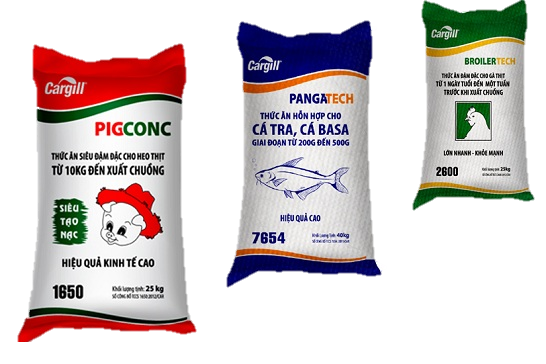 Cargill
PIGCONC
THỨC ĂN SIÊU ĐẬM ĐẶC CHO HEO THỊT
TỪ 10KG ĐẾN XUẤT CHUỒNG
SIÊU
TẠO
NẠC
HIỆU QUẢ KINH TẾ CAO
1650
Khối lượng tịnh: 25 kg
Cargill
PANGATECH
THỨC ĂN HỖN HỢP CHO
CÁ TRA, CÁ BASA
GIAI ĐOẠN TỪ 200G ĐẾN 500G
HIỆU QUẢ CAO
7654
Khối lượng tịnh: 40kg
Cargill
BROILERTECH
THỨC ĂN ĐẬM ĐẶC CHO GÀ THỊT
TỪ 1 NGÀY TUỔI ĐẾN MỘT TUẦN
TRƯỚC KHI XUẤT CHUỒNG
LỚN NHANH - KHỎE MẠNH
2600
Khối lượng tịnh: 25kg